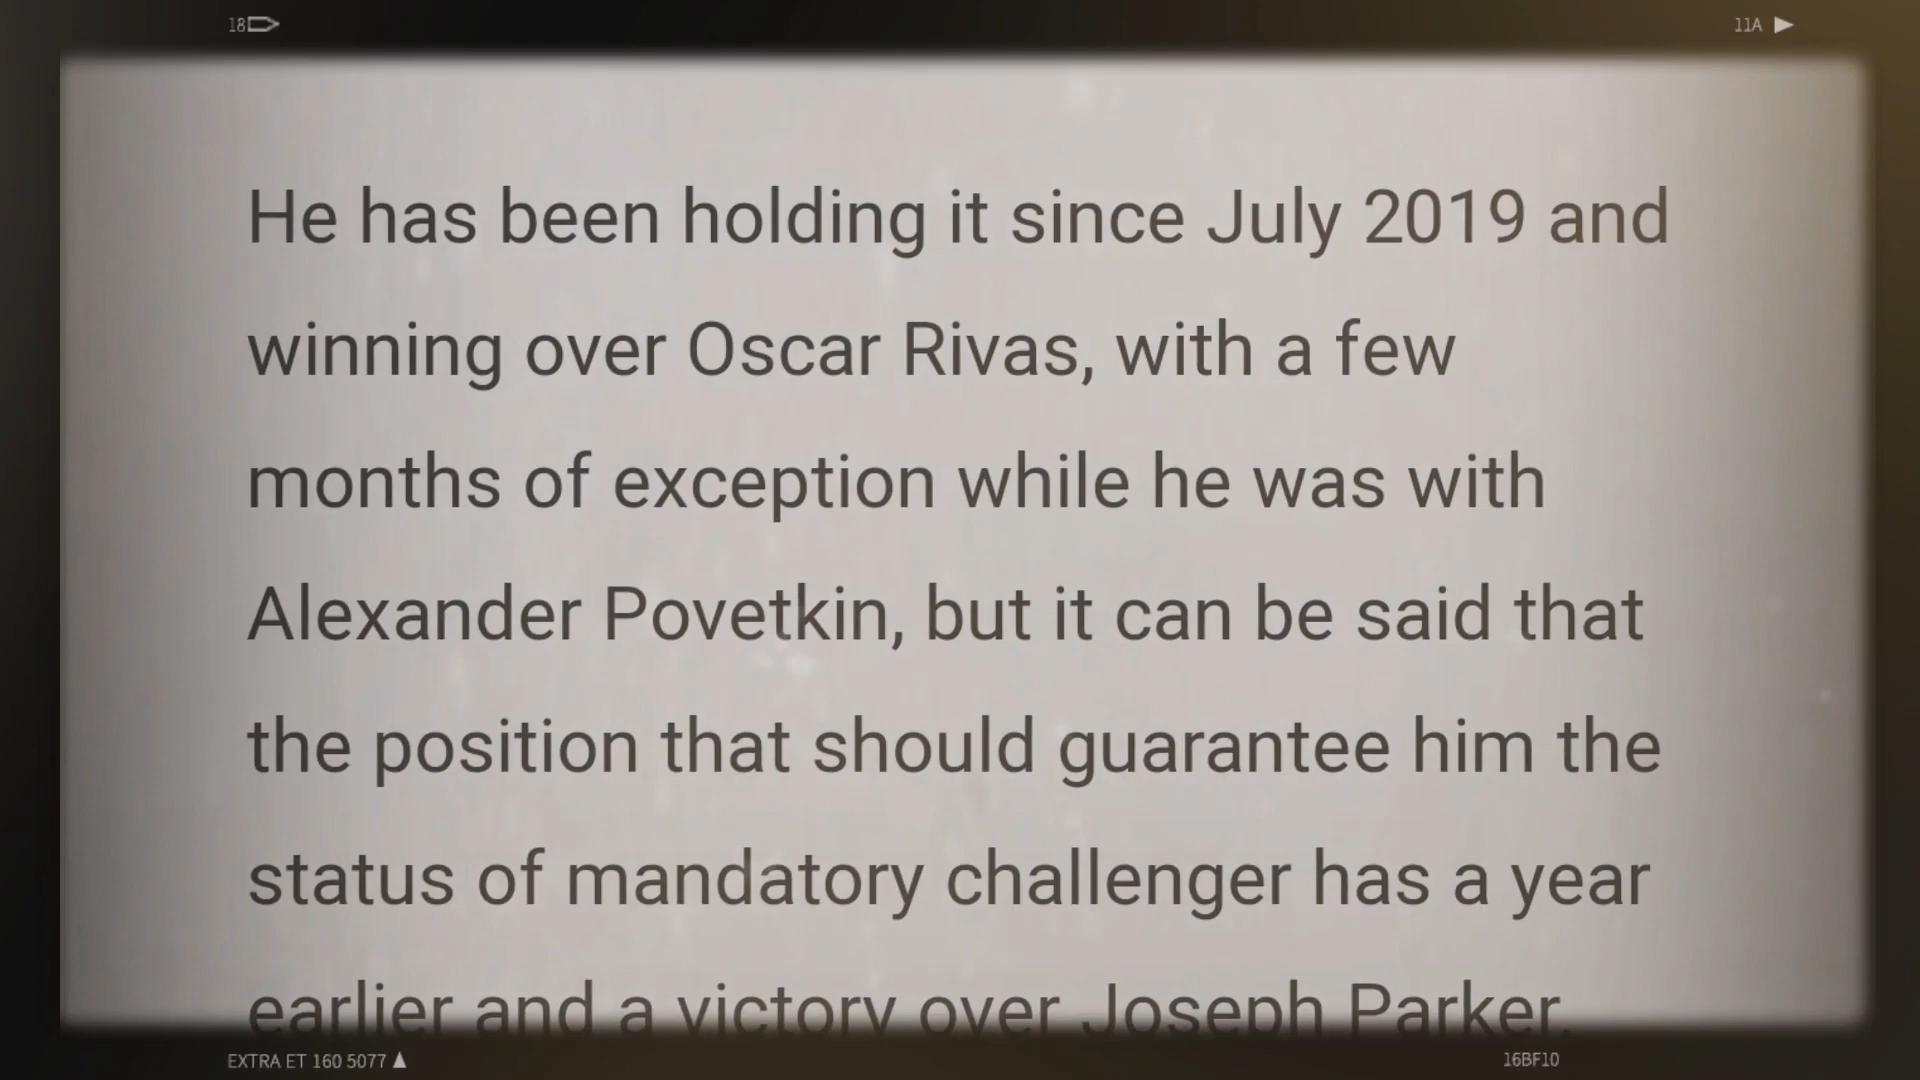 18
11A
He has been holding it since July 2019 and
winning over Oscar Rivas, with a few
months of exception while he was with
Alexander Povetkin, but it can be said that
the position that should guarantee him the
status of mandatory challenger has a year
earlier and a victory over Joseph Parker.
EXTRA ET 160 5077
16BF10